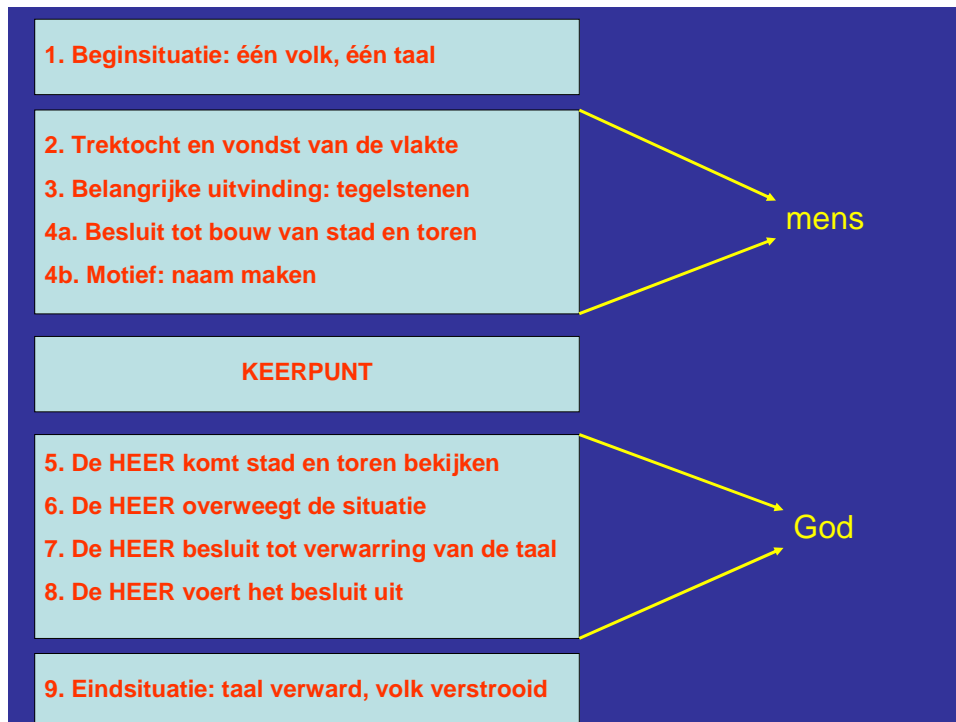 1. Beginsituatie: één volk, één taal
2. Trektocht en vondst van de vlakte
3. Belangrijke uitvinding: tegelstenen
4a. Besluit tot bouw van stad en toren
4b. Motief: naam maken
mens
KEERPUNT
5. De HEER komt stad en toren bekijken
6. De HEER overweegt de situatie
7. De HEER besluit tot verwarring van de taal
8. De HEER voert het besluit uit
God
9. Eindsituatie: taal verward, volk verstrooid